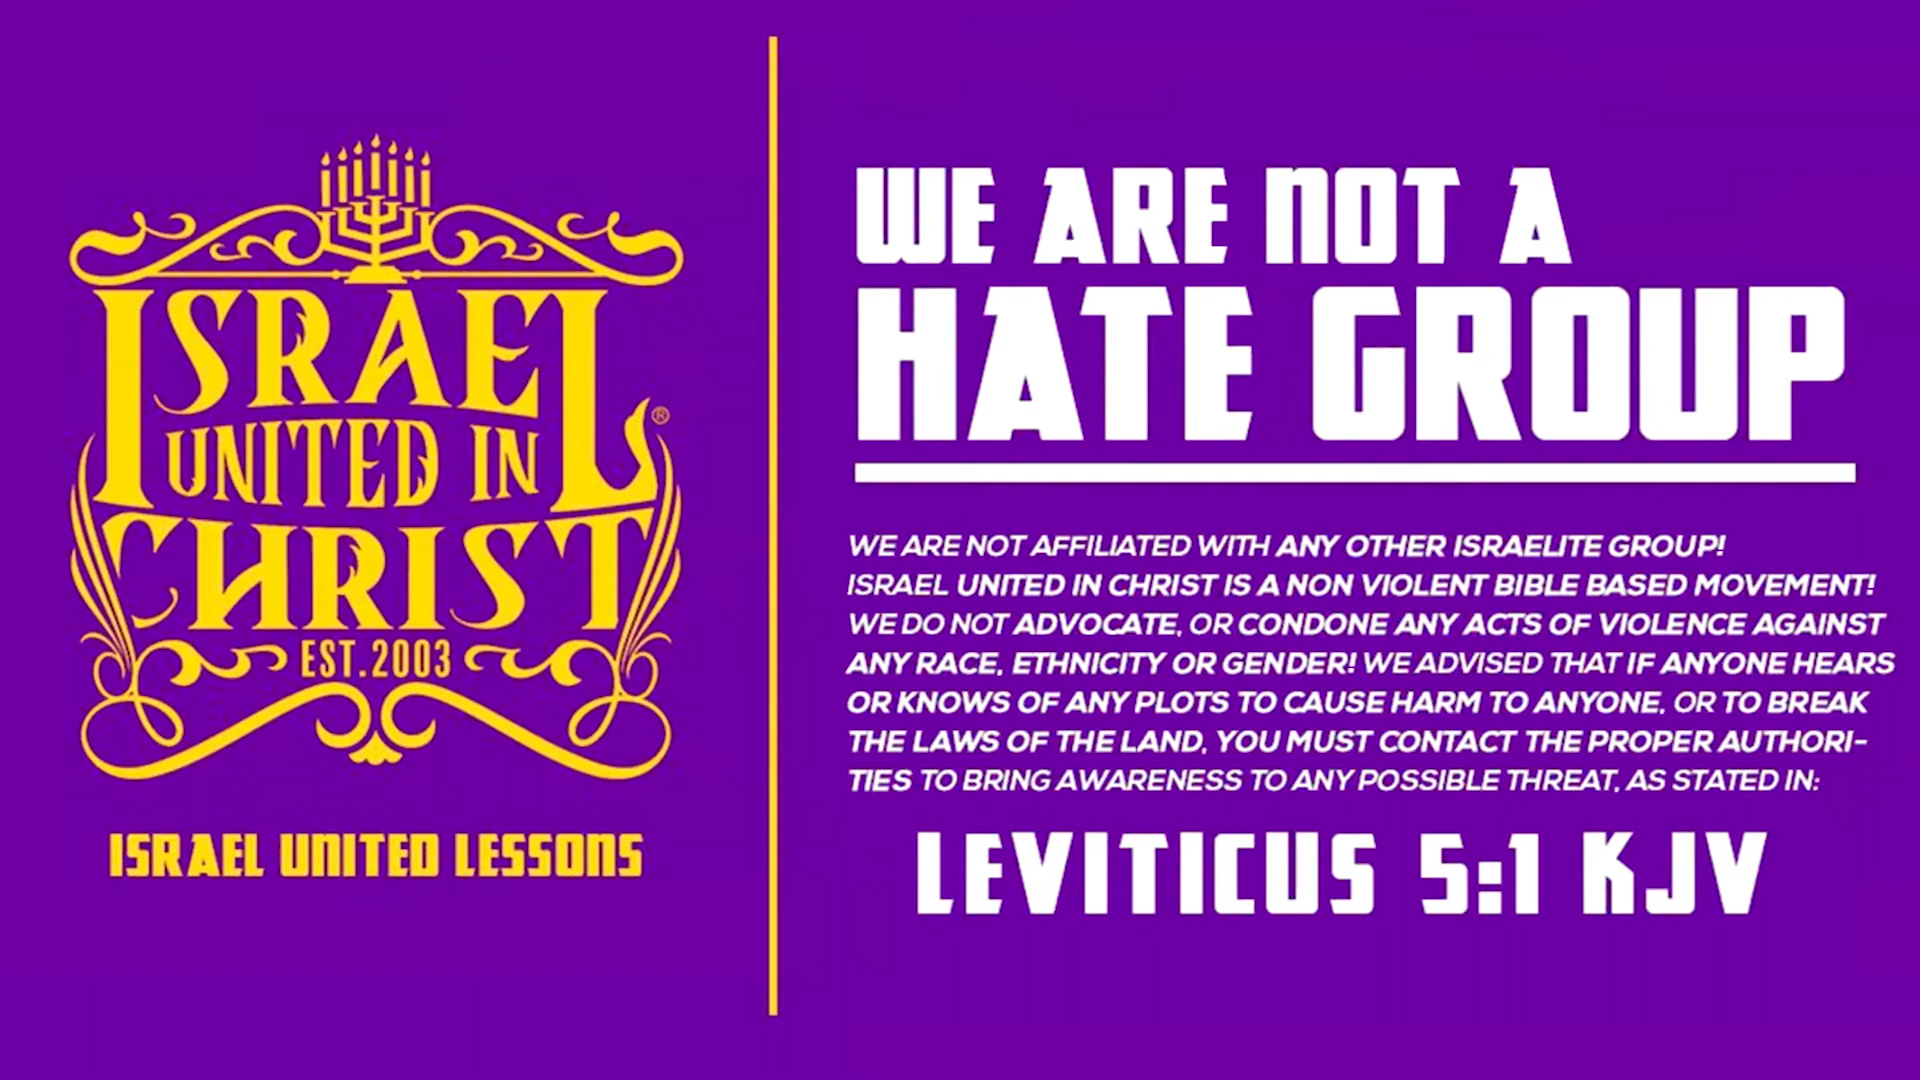 ISRAEL
UNITED IN
CHRIST
®
EST.2003
ISRAEL UNITED LESSONS
WE ARE NOT A
HATE GROUP
WE ARE NOT AFFILIATED WITH ANY OTHER ISRAELITE GROUP!
ISRAEL UNITED IN CHRIST IS A NON VIOLENT BIBLE BASED MOVEMENT!
WE DO NOT ADVOCATE, OR CONDONE ANY ACTS OF VIOLENCE AGAINST
ANY RACE, ETHNICITY OR GENDER! WE ADVISED THAT IF ANYONE HEARS
OR KNOWS OF ANY PLOTS TO CAUSE HARM TO ANYONE, OR TO BREAK
THE LAWS OF THE LAND, YOU MUST CONTACT THE PROPER AUTHORI-
TIES TO BRING AWARENESS TO ANY POSSIBLE THREAT, AS STATED IN:
LEVITICUS 5:1 KJV